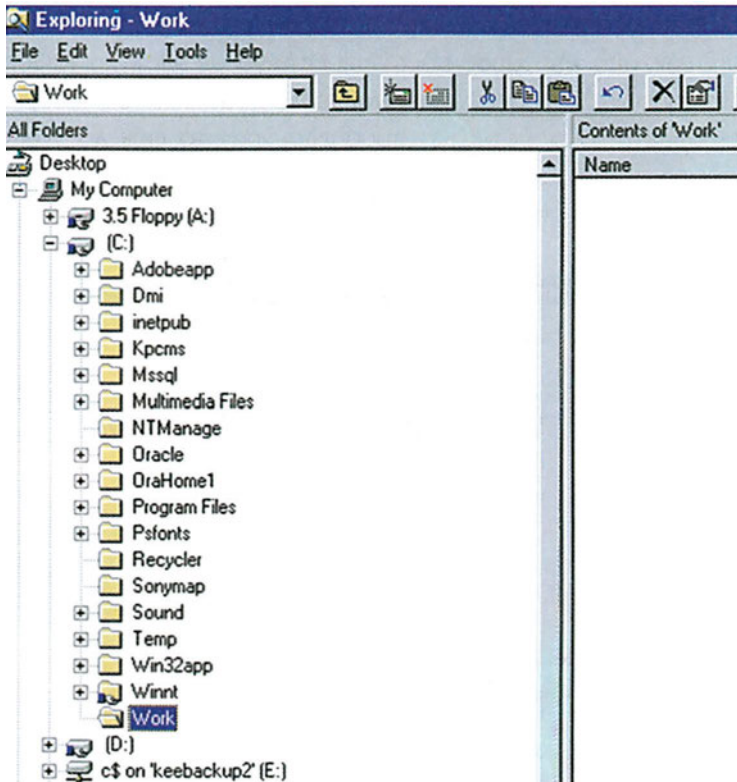 Exploring - Work
File Edit View Tools Help
Work
All Folders
Contents of 'Work'
Desktop
Name
My Computer
3.5 Floppy (A:)
(C:)
Adobeapp
Dmi
inetpub
Kpcms
Mssql
Multimedia Files
NTManage
Oracle
OraHome1
Program Files
Psfonts
Recycler
Sonymap
Sound
Temp
Win32app
Winnt
Work
(D:)
c$ on 'keebackup2' (E:)